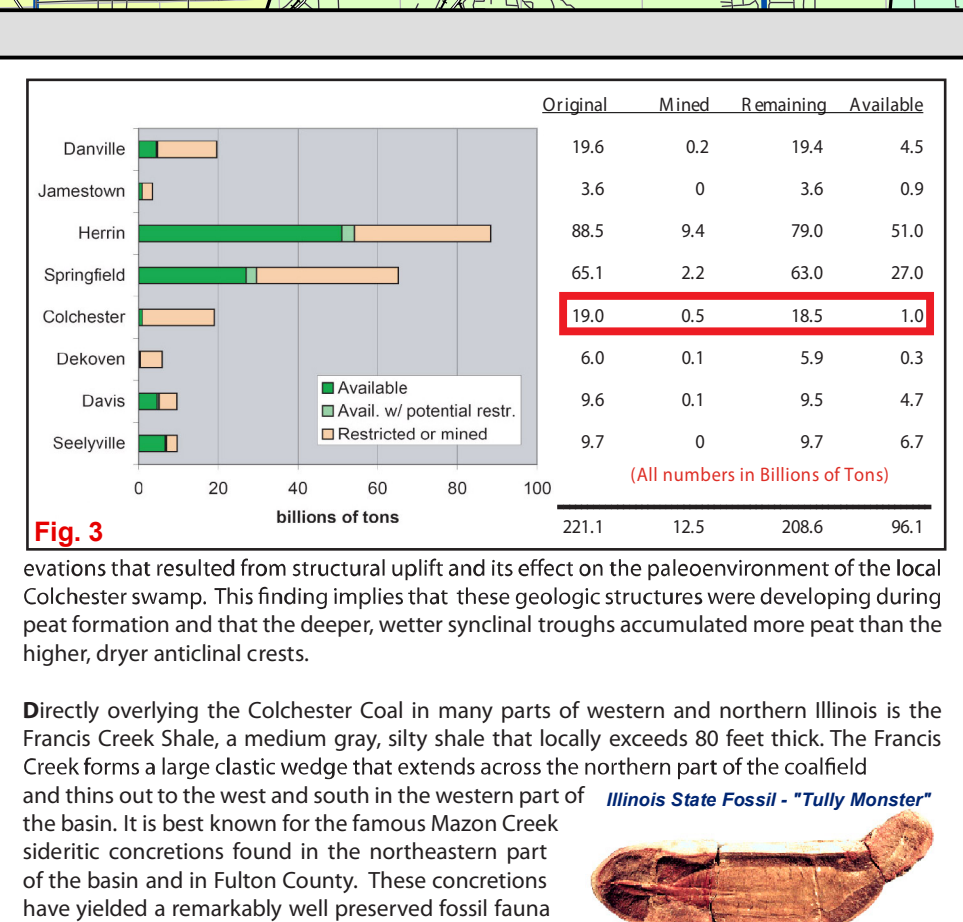 Original Mined Remaining Available
Danville 19.6 0.2 19.4 4.5
Jamestown 3.6 0 3.6 0.9
Herrin 88.5 9.4 79.0 51.0
Springfield 65.1 2.2 63.0 27.0
Colchester 19.0 0.5 18.5 1.0
Dekoven 6.0 0.1 5.9 0.3
Davis 9.6 0.1 9.5 4.7
Seelyville 9.7 0 9.7 6.7
Available
Avail. w/ potential restr.
Restricted or mined
(All numbers in Billions of Tons)
0 20 40 60 80 100
billions of tons
221.1 12.5 208.6 96.1
Fig. 3
evations that resulted from structural uplift and its effect on the paleoenvironment of the local
Colchester swamp. This finding implies that these geologic structures were developing during
peat formation and that the deeper, wetter synclinal troughs accumulated more peat than the
higher, dryer anticlinal crests.
Directly overlying the Colchester Coal in many parts of western and northern Illinois is the
Francis Creek Shale, a medium gray, silty shale that locally exceeds 80 feet thick. The Francis
Creek forms a large clastic wedge that extends across the northern part of the coalfield
and thins out to the west and south in the western part of
the basin. It is best known for the famous Mazon Creek
sideritic concretions found in the northeastern part
of the basin and in Fulton County. These concretions
have yielded a remarkably well preserved fossil fauna
Illinois State Fossil - "Tully Monster"